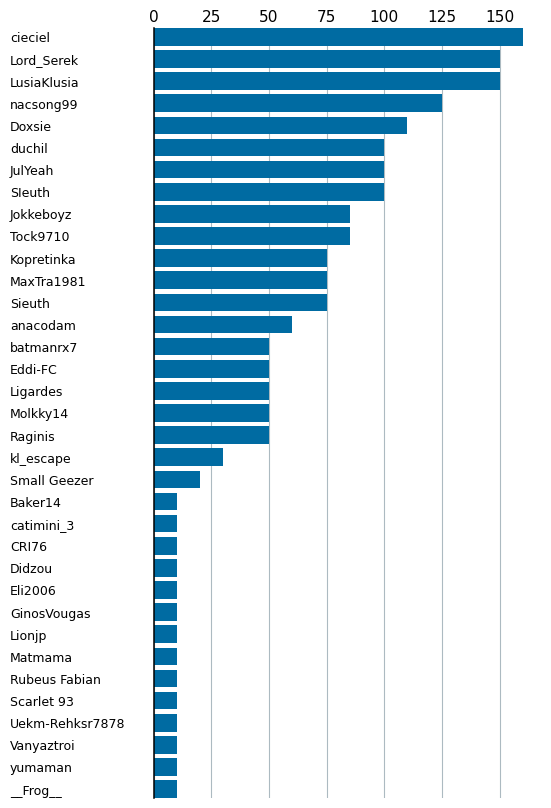 0 25 50 75 100 125 150
cieciel
Lord_Serek
LusiaKlusia
nacsong99
Doxsie
duchil
JulYeah
SIeuth
Jokkeboyz
Tock9710
Kopretinka
MaxTra1981
Sieuth
anacodam
batmanrx7
Eddi-FC
Ligardes
Molkky14
Raginis
kl_escape
Small Geezer
Baker14
catimini_3
CRI76
Didzou
Eli2006
GinosVougas
Lionjp
Matmama
Rubeus Fabian
Scarlet 93
Uekm-Rehksr7878
Vanyaztroi
yumaman
__Frog__